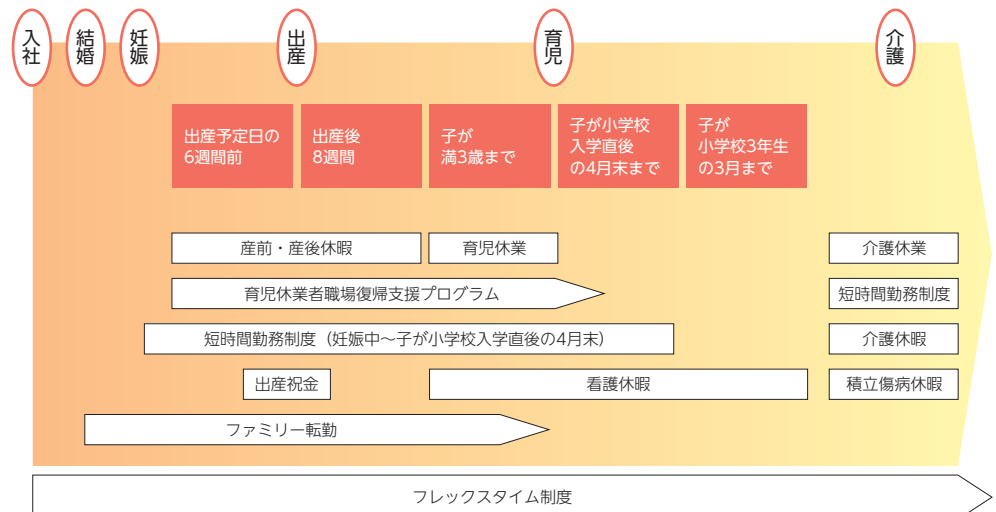 入社
結婚
妊娠
出産
育児
介護
出産予定日の
6週間前
出産後
8週間
子が
満3歳まで
子が小学校
入学直後
の4月末まで
子が
小学校3年生
の3月まで
産前・産後休暇
育児休業
介護休業
育児休業者職場復帰支援プログラム
短時間勤務制度
短時間勤務制度（妊娠中〜子が小学校入学直後の4月末）
介護休暇
出産祝金
看護休暇
積立傷病休暇
ファミリー転勤
フレックスタイム制度